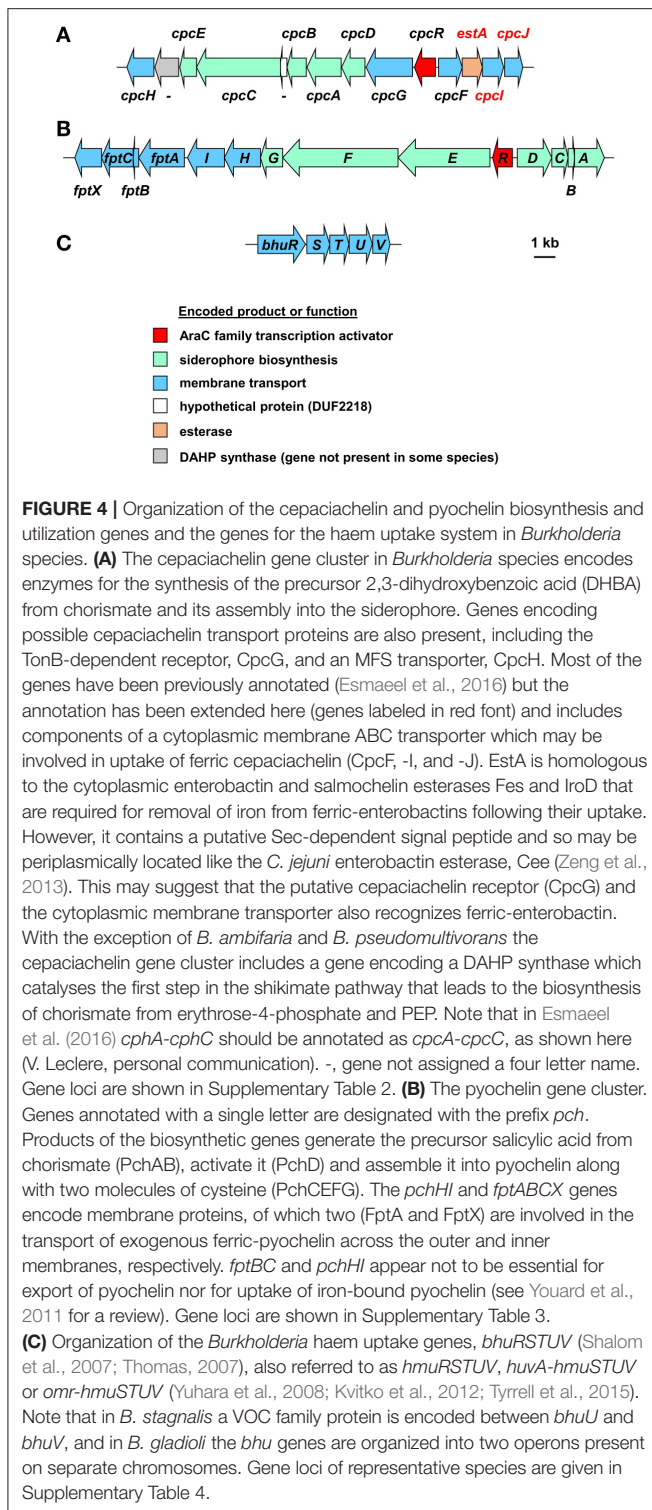 A
cpcE cpcB cpcD cpcR estA cpcJ
cpcH - cpcC - cpcA cpcG cpcF cpcI
B
fptC fptA I H G F E R D C A
fptX fptB B
C
bhuR S T U V
1 kb
Encoded product or function
AraC family transcription activator
siderophore biosynthesis
membrane transport
hypothetical protein (DUF2218)
esterase
DAHP synthase (gene not present in some species)
FIGURE 4 | Organization of the cepaciachelin and pyochelin biosynthesis and
utilization genes and the genes for the haem uptake system in Burkholderia
species. (A) The cepaciachelin gene cluster in Burkholderia species encodes
enzymes for the synthesis of the precursor 2,3-dihydroxybenzoic acid (DHBA)
from chorismate and its assembly into the siderophore. Genes encoding
possible cepaciachelin transport proteins are also present, including the
TonB-dependent receptor, CpcG, and an MFS transporter, CpcH. Most of the
genes have been previously annotated (Esmaeel et al., 2016) but the
annotation has been extended here (genes labeled in red font) and includes
components of a cytoplasmic membrane ABC transporter which may be
involved in uptake of ferric cepaciachelin (CpcF, -I, and -J). EstA is homologous
to the cytoplasmic enterobactin and salmochelin esterases Fes and IroD that
are required for removal of iron from ferric-enterobactins following their uptake.
However, it contains a putative Sec-dependent signal peptide and so may be
periplasmically located like the C. jejuni enterobactin esterase, Cee (Zeng et al.,
2013). This may suggest that the putative cepaciachelin receptor (CpcG) and
the cytoplasmic membrane transporter also recognizes ferric-enterobactin.
With the exception of B. ambifaria and B. pseudomultivorans the
cepaciachelin gene cluster includes a gene encoding a DAHP synthase which
catalyses the first step in the shikimate pathway that leads to the biosynthesis
of chorismate from erythrose-4-phosphate and PEP. Note that in Esmaeel
et al. (2016) cphA-cphC should be annotated as cpcA-cpcC, as shown here
(V. Leclere, personal communication). -, gene not assigned a four letter name.
Gene loci are shown in Supplementary Table 2. (B) The pyochelin gene cluster.
Genes annotated with a single letter are designated with the prefix pch.
Products of the biosynthetic genes generate the precursor salicylic acid from
chorismate (PchAB), activate it (PchD) and assemble it into pyochelin along
with two molecules of cysteine (PchCEFG). The pchHI and fptABCX genes
encode membrane proteins, of which two (FptA and FptX) are involved in the
transport of exogenous ferric-pyochelin across the outer and inner
membranes, respectively. fptBC and pchHI appear not to be essential for
export of pyochelin nor for uptake of iron-bound pyochelin (see Youard et al.,
2011 for a review). Gene loci are shown in Supplementary Table 3.
(C) Organization of the Burkholderia haem uptake genes, bhuRSTUV (Shalom
et al., 2007; Thomas, 2007), also referred to as hmuRSTUV, huvA-hmuSTUV
or omr-hmuSTUV (Yuhara et al., 2008; Kvitko et al., 2012; Tyrrell et al., 2015).
Note that in B. stagnalis a VOC family protein is encoded between bhuU and
bhuV, and in B. gladioli the bhu genes are organized into two operons present
on separate chromosomes. Gene loci of representative species are given in
Supplementary Table 4.